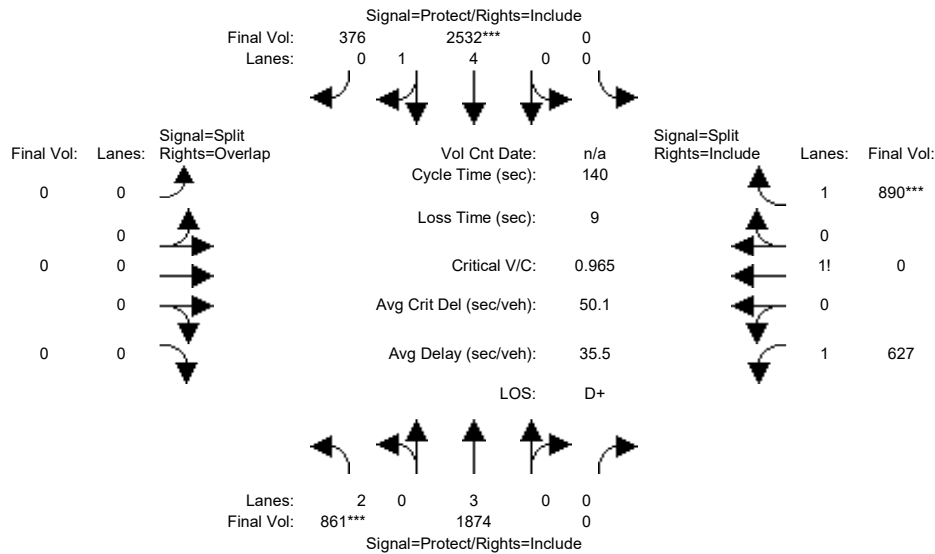 Signal=Protect/Rights=Include
Final Vol: 376 2532*** 0
Lanes: 0 1 4 0 0
Signal=Split Signal=Split
Final Vol: Lanes: Rights=Overlap Vol Cnt Date: n/a Rights=Include Lanes: Final Vol:
Cycle Time (sec): 140
0 0 1 890***
Loss Time (sec): 9
0 0
0 0 Critical V/C: 0.965 1! 0
0 Avg Crit Del (sec/veh): 50.1 0
0 0 Avg Delay (sec/veh): 35.5 1 627
LOS: D+
Lanes: 2 0 3 0 0
Final Vol: 861*** 1874 0
Signal=Protect/Rights=Include